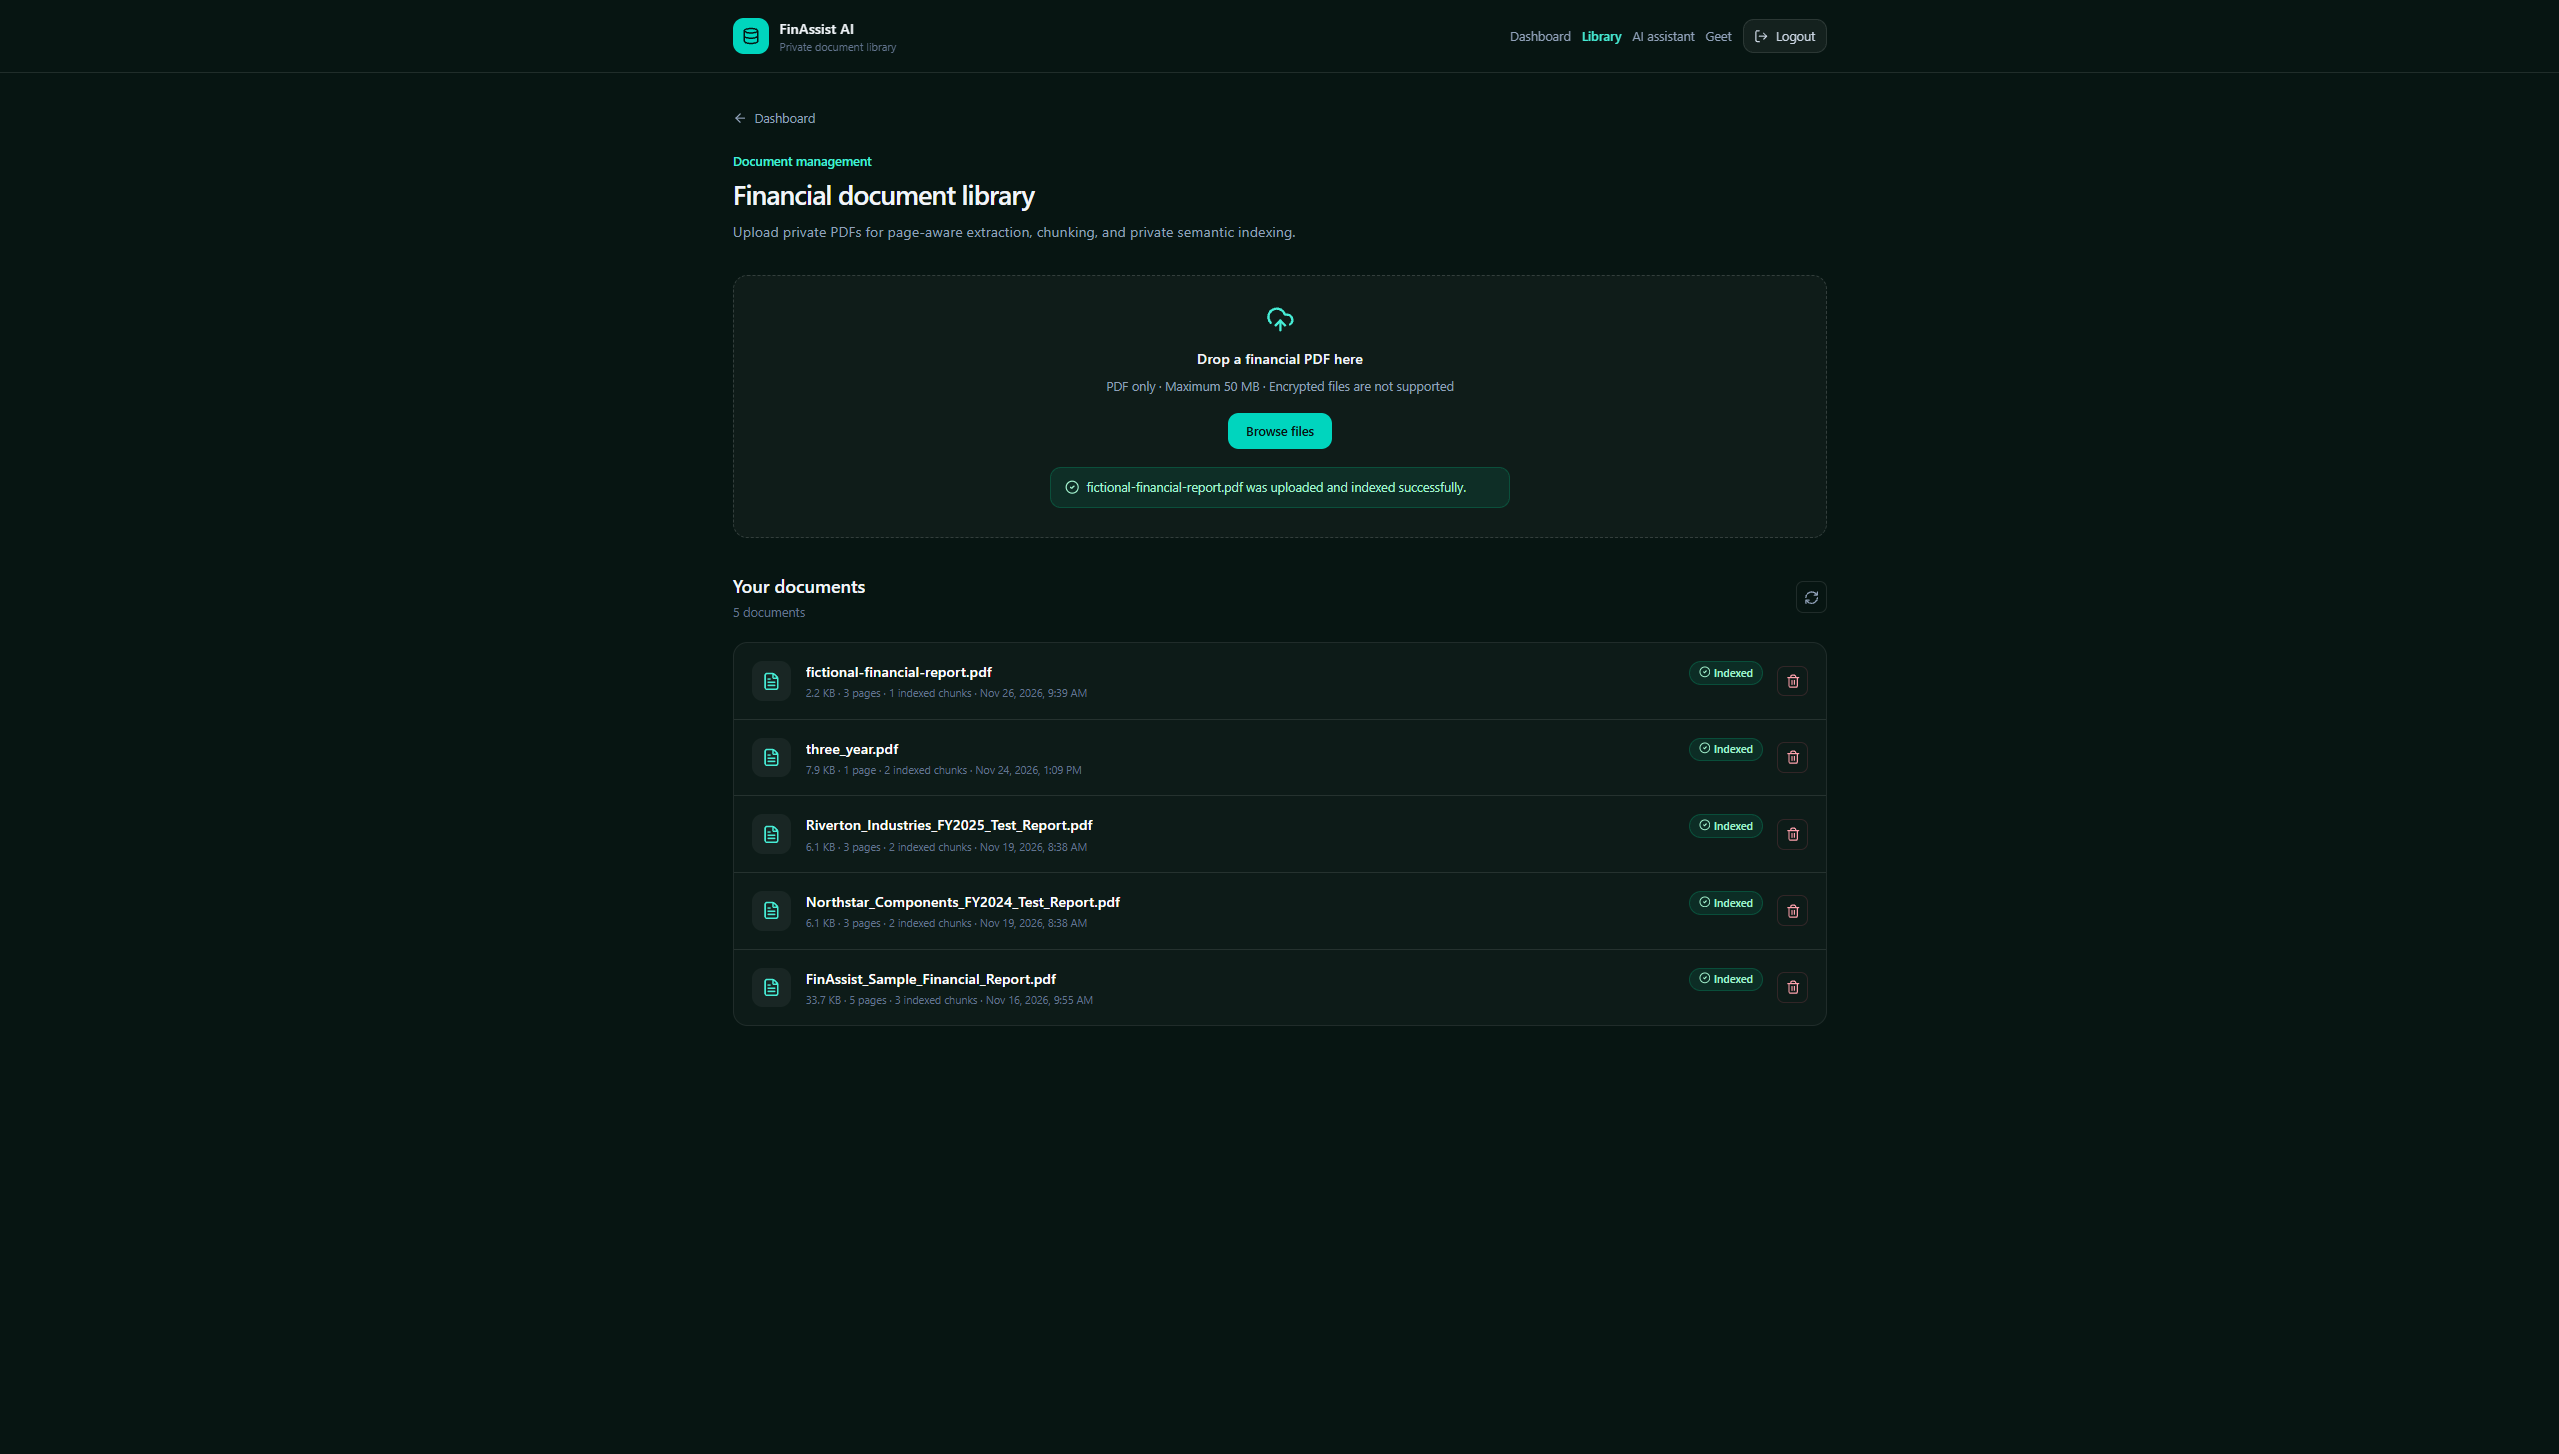 FinAssist AI
Private document library
Dashboard Library AI assistant Geet Logout
Dashboard
Document management
Financial document library
Upload private PDFs for page-aware extraction, chunking, and private semantic indexing.
Drop a financial PDF here
PDF only · Maximum 50 MB · Encrypted files are not supported
Browse files
fictional-financial-report.pdf was uploaded and indexed successfully.
Your documents
5 documents
fictional-financial-report.pdf
2.2 KB · 3 pages · 1 indexed chunks · Nov 26, 2026, 9:39 AM
Indexed
three_year.pdf
7.9 KB · 1 page · 2 indexed chunks · Nov 24, 2026, 1:09 PM
Indexed
Riverton_Industries_FY2025_Test_Report.pdf
6.1 KB · 3 pages · 2 indexed chunks · Nov 19, 2026, 8:38 AM
Indexed
Northstar_Components_FY2024_Test_Report.pdf
6.1 KB · 3 pages · 2 indexed chunks · Nov 19, 2026, 8:38 AM
Indexed
FinAssist_Sample_Financial_Report.pdf
33.7 KB · 5 pages · 3 indexed chunks · Nov 16, 2026, 9:55 AM
Indexed